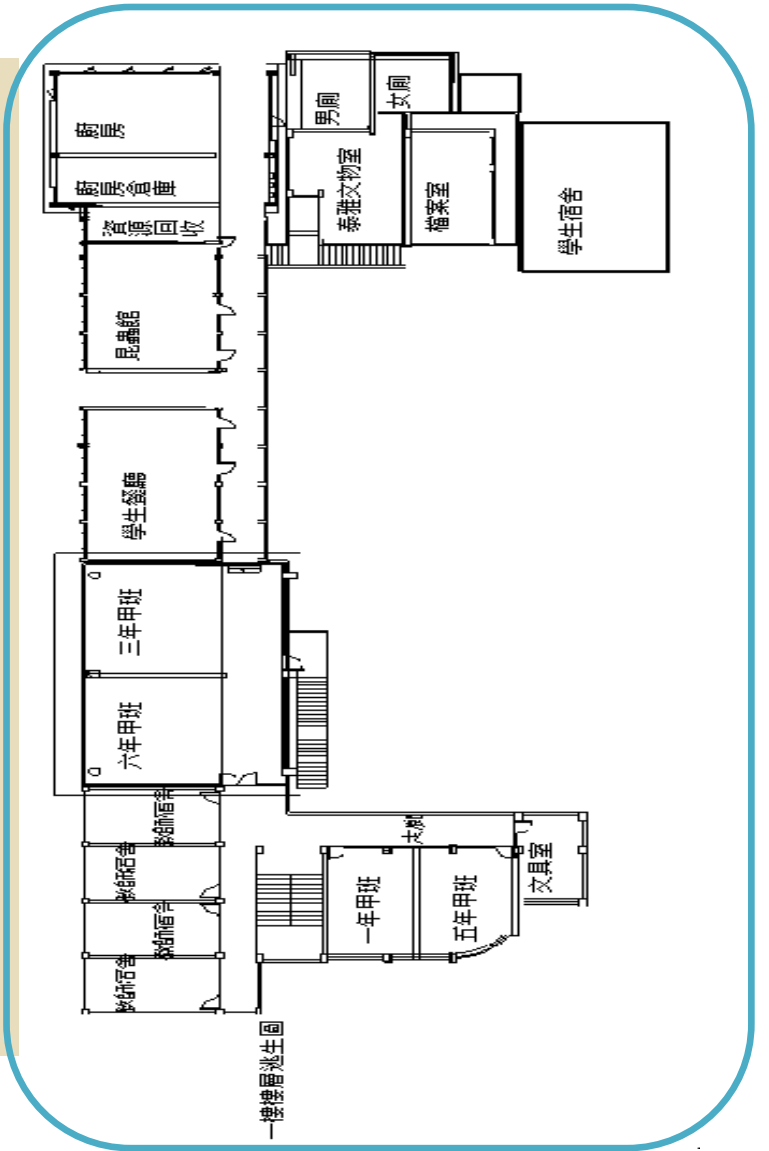 廚房
廚房倉庫
資源回收
昆蟲館
學生餐廳
三年甲班
六年甲班
教師宿舍
教師宿舍
教師宿舍
教師宿舍
男廁
女廁
泰雅文物室
檔案室
學生宿舍
一年甲班
五年甲班
文具室
一樓樓層逃生圖